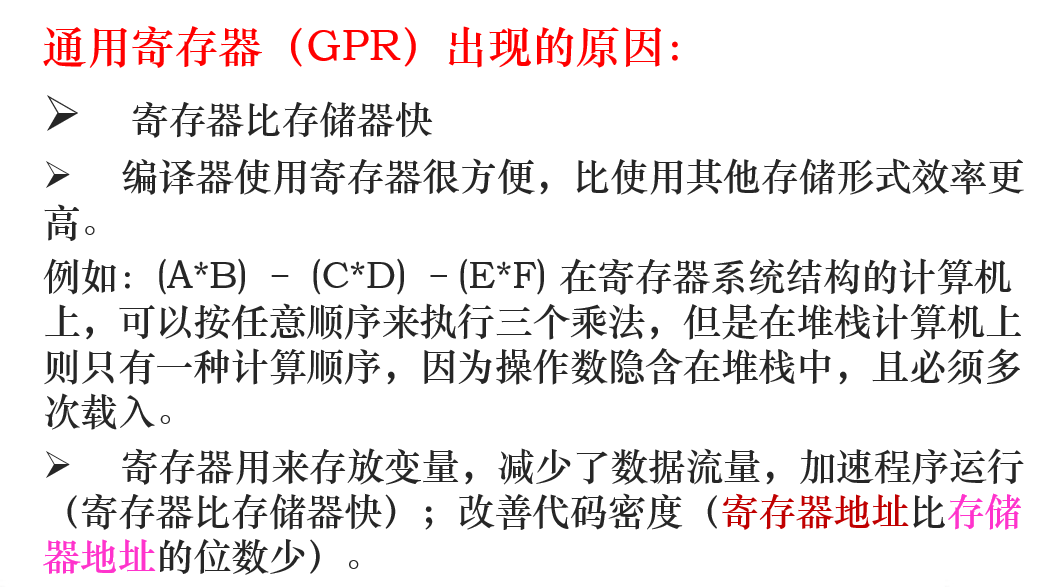 通用寄存器（GPR）出现的原因：
➢ 寄存器比存储器快
➢ 编译器使用寄存器很方便，比使用其他存储形式效率更
高。
例如：(A*B) － (C*D) －(E*F) 在寄存器系统结构的计算机
上，可以按任意顺序来执行三个乘法，但是在堆栈计算机上
则只有一种计算顺序，因为操作数隐含在堆栈中，且必须多
次载入。
➢ 寄存器用来存放变量，减少了数据流量，加速程序运行
（寄存器比存储器快）；改善代码密度（寄存器地址比存储
器地址的位数少）。